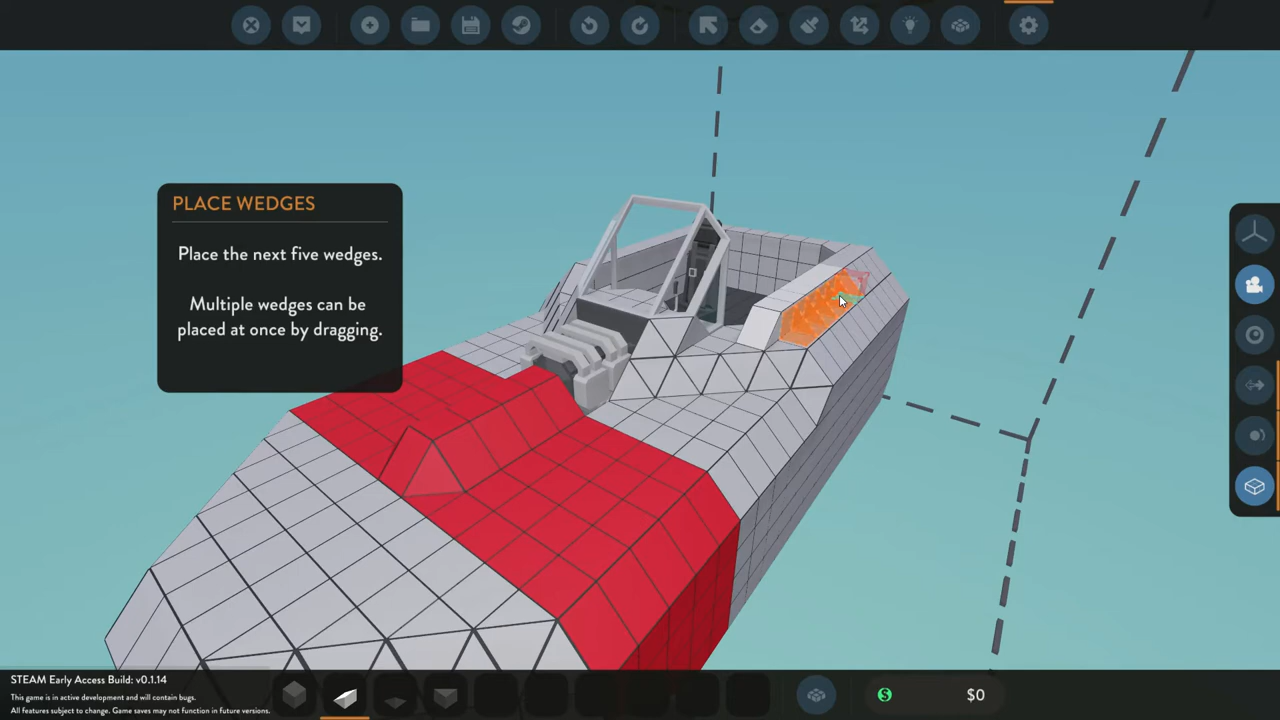 PLACE WEDGES
Place the next five wedges.
Multiple wedges can be
placed at once by dragging.
STEAM Early Access Build: v0.1.14
This game is in active development and will contain bugs.
All features subject to change. Game saves may not function in future versions.
$
$0